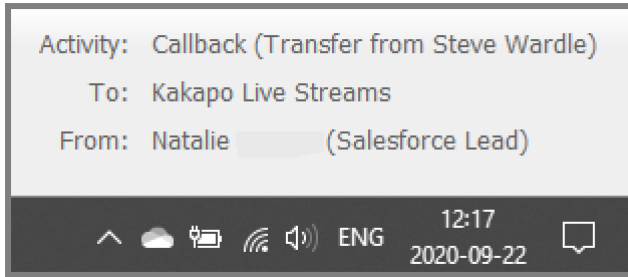 Activity: Callback (Transfer from Steve Wardle)
To: Kakapo Live Streams
From: Natalie (Salesforce Lead)
ENG 12:17
2020-09-22